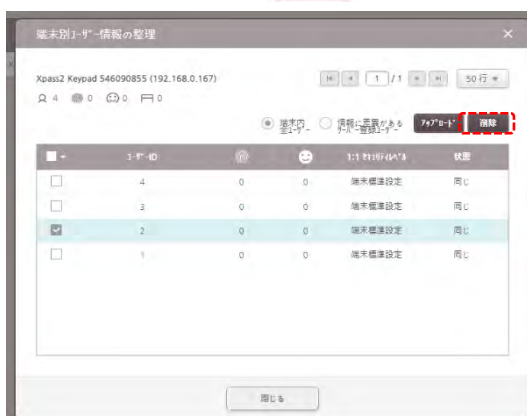 端末別ﾕｰｻﾞｰ情報の整理
Xpass2 Keypad 546090855 (192.168.0.167)
1 / 1
50 行
4 0 0 0
端末内全ﾕｰｻﾞｰ
情報に差異があるｻｰﾊﾞｰ登録ﾕｰｻﾞｰ
ｱｯﾌﾟﾛｰﾄﾞ
削除
ﾕｰｻﾞｰID 1:1 ｾｷｭﾘﾃｨﾚﾍﾞﾙ 状態
4 0 0 端末標準設定 同じ
3 0 0 端末標準設定 同じ
2 0 0 端末標準設定 同じ
1 0 0 端末標準設定 同じ
閉じる